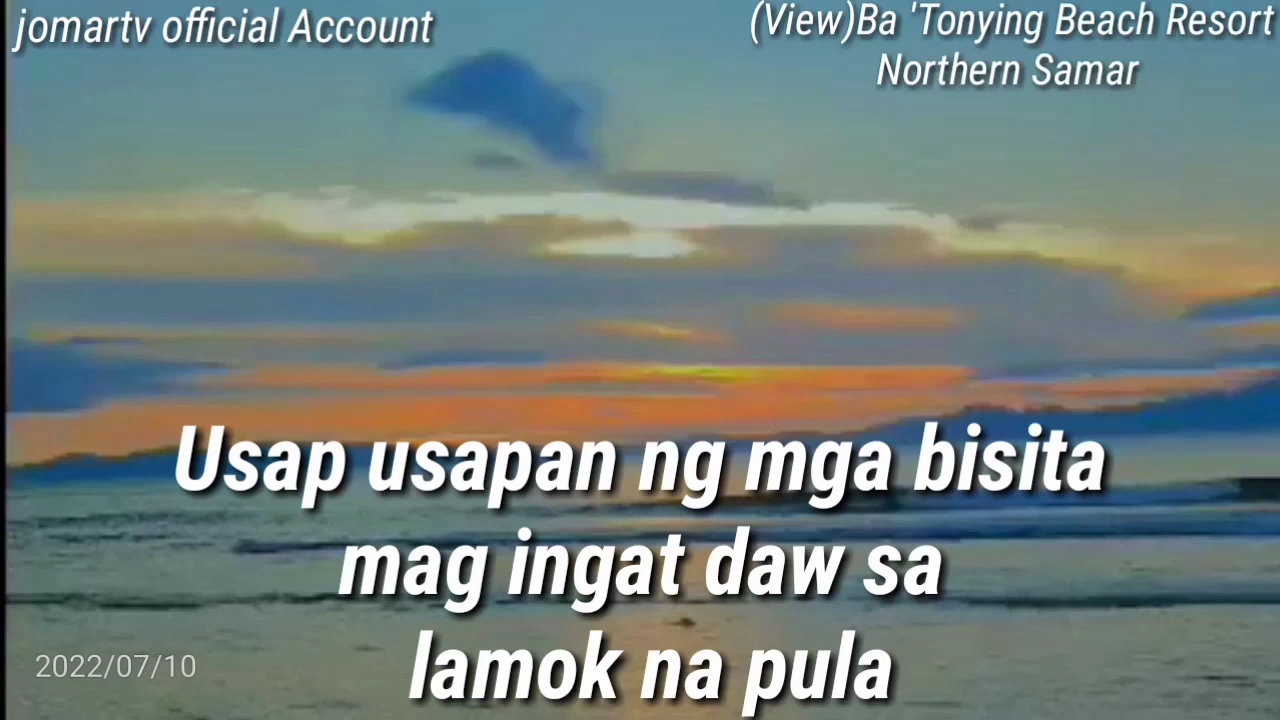 jomartv official Account
(View)Ba 'Tonying Beach Resort
Northern Samar
Usap usapan ng mga bisita
mag ingat daw sa
lamok na pula
2022/07/10